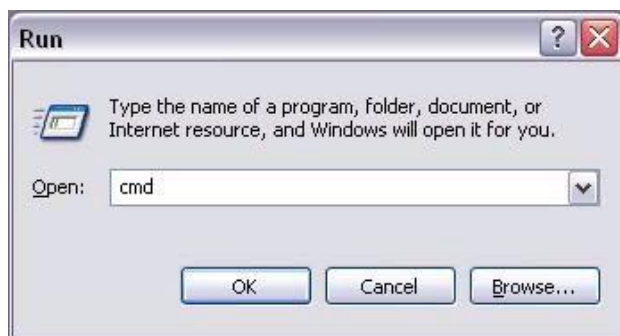 Run
Type the name of a program, folder, document, or
Internet resource, and Windows will open it for you.
Open: cmd
OK Cancel Browse...